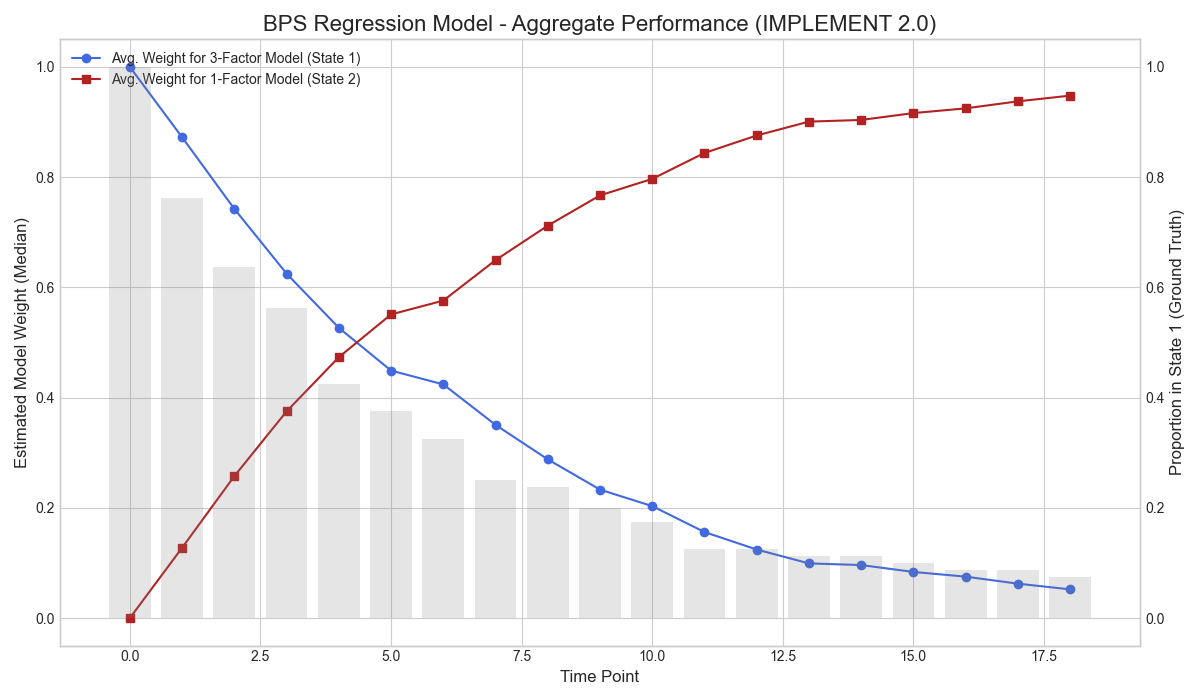 BPS Regression Model - Aggregate Performance (IMPLEMENT 2.0)
Avg. Weight for 3-Factor Model (State 1)
Avg. Weight for 1-Factor Model (State 2)
Estimated Model Weight (Median)
1.0
0.8
0.6
0.4
0.2
0.0
1.0
0.8
0.6
0.4
0.2
0.0
Proportion in State 1 (Ground Truth)
0.0 2.5 5.0 7.5 10.0 12.5 15.0 17.5
Time Point